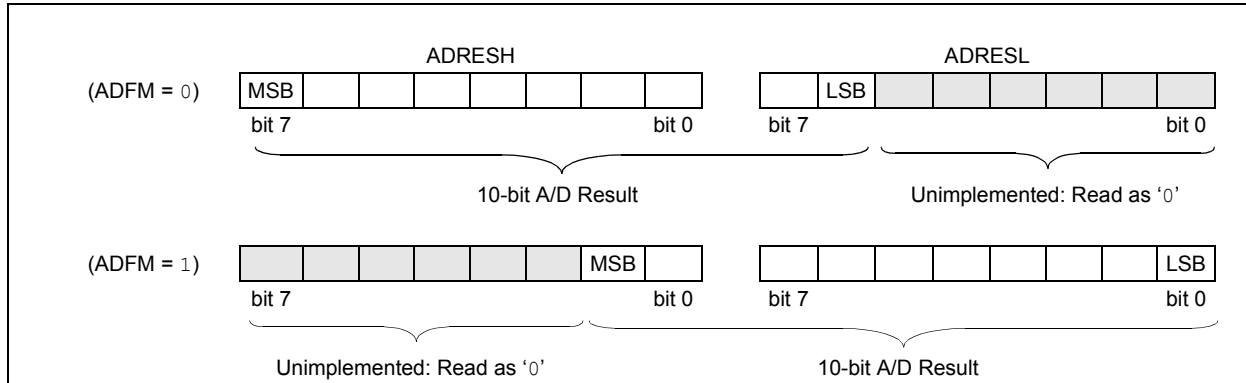 ADRESH ADRESL
(ADFM = 0) MSB LSB
bit 7 bit 0 bit 7 bit 0
10-bit A/D Result Unimplemented: Read as ‘0’
(ADFM = 1) MSB LSB
bit 7 bit 0 bit 7 bit 0
Unimplemented: Read as ‘0’ 10-bit A/D Result